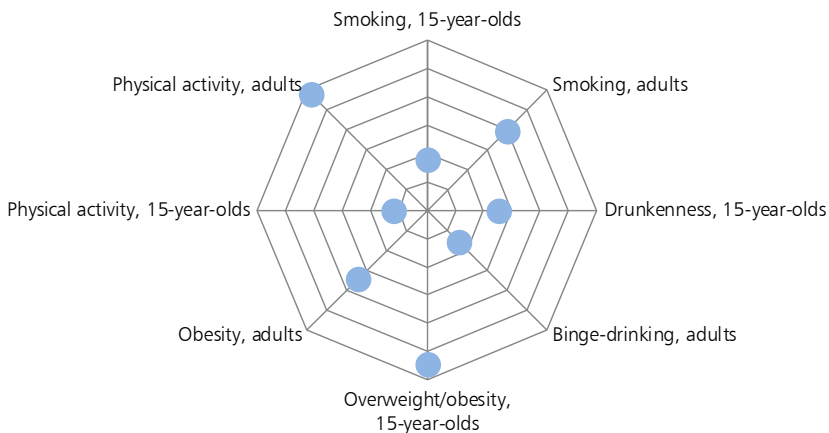 Smoking, 15-year-olds
Physical activity, adults
Smoking, adults
Physical activity, 15-year-olds
Drunkenness, 15-year-olds
Obesity, adults
Binge-drinking, adults
Overweight/obesity,
15-year-olds